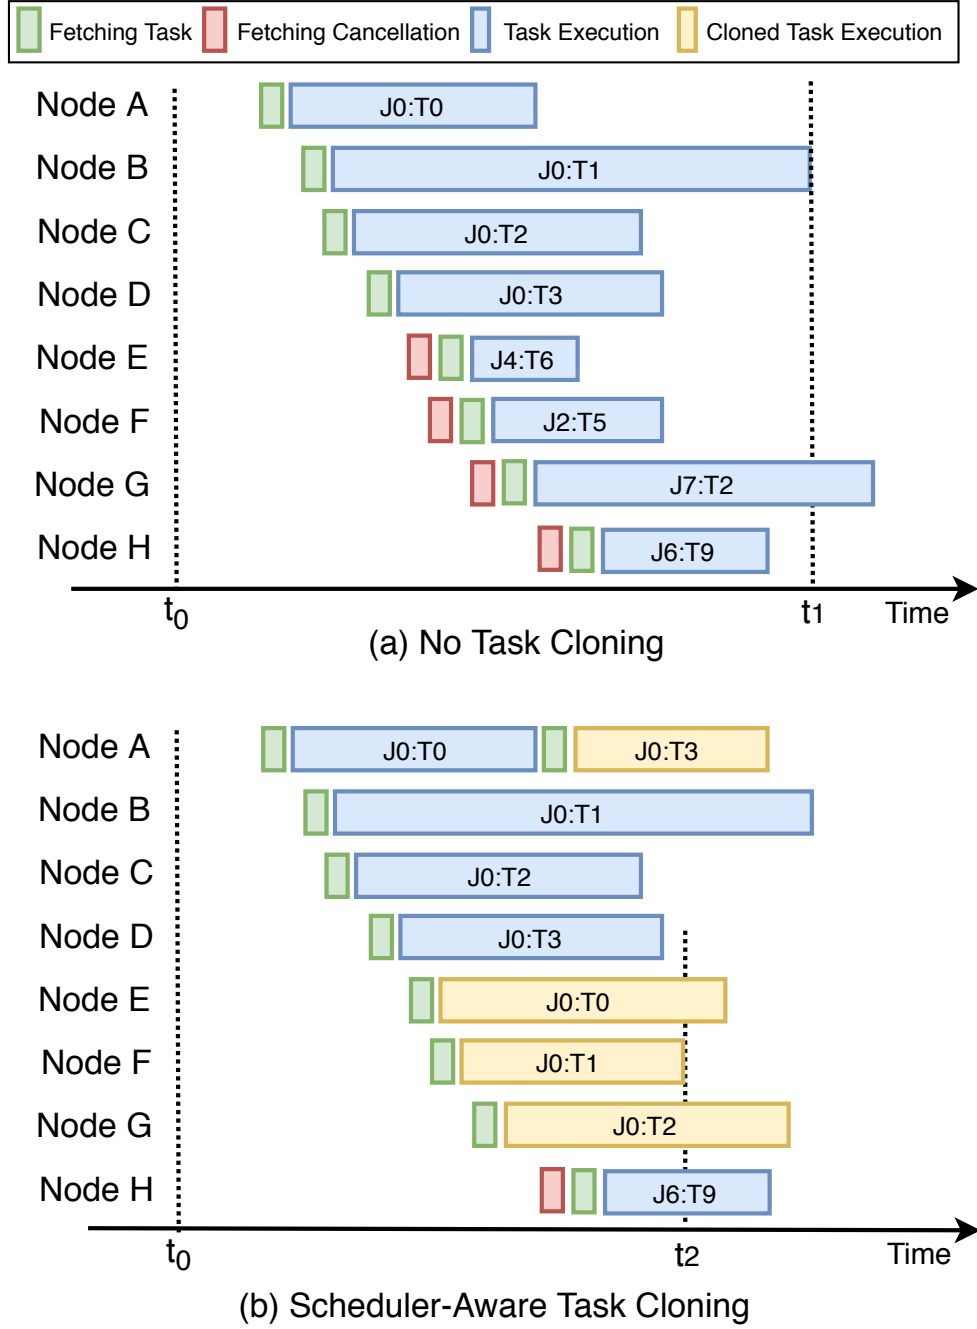 Fetching Task Fetching Cancellation Task Execution Cloned Task Execution
Node A J0:T0
Node B J0:T1
Node C J0:T2
Node D J0:T3
Node E J4:T6
Node F J2:T5
Node G J7:T2
Node H J6:T9
t0 t1 Time
(a) No Task Cloning
Node A J0:T0 J0:T3
Node B J0:T1
Node C J0:T2
Node D J0:T3
Node E J0:T0
Node F J0:T1
Node G J0:T2
Node H J6:T9
t0 t2 Time
(b) Scheduler-Aware Task Cloning